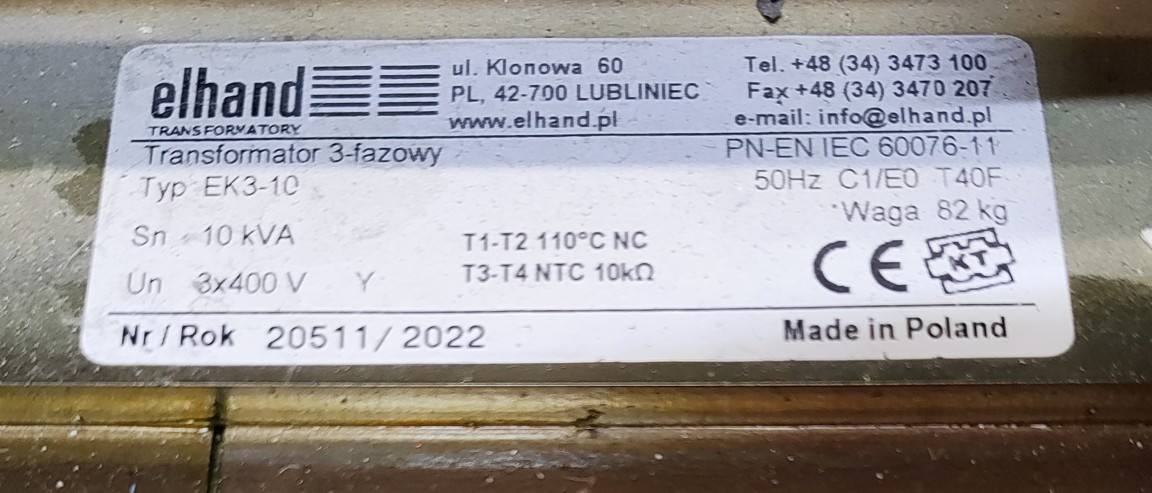 elhand
TRANSFORMATORY
ul. Klonowa 60
PL, 42-700 LUBLINIEC
www.elhand.pl
Tel. +48 (34) 3473 100
Fax +48 (34) 3470 207
e-mail: info@elhand.pl
Transformator 3-fazowy
PN-EN IEC 60076-11
Typ EK3-10
50Hz C1/E0 T40F
Waga 82 kg
Sn 10 kVA
T1-T2 110°C NC
Un 3x400 V Y
T3-T4 NTC 10kΩ
CE
KT
Nr / Rok 20511/2022
Made in Poland